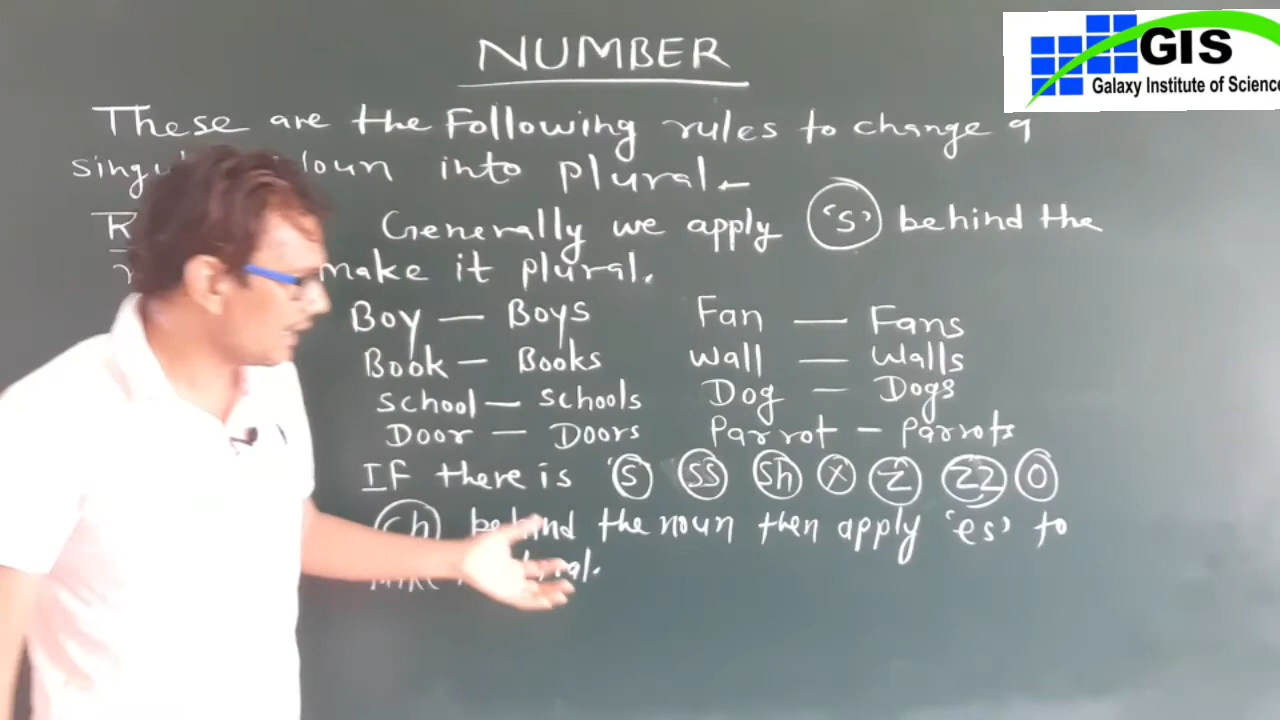 NUMBER
GIS
Galaxy Institute of Science
These are the Following rules to change a
into plural.
Generally we apply 's' behind the
make it plural.
Boy — Boys Fan — Fans
Book — Books Wall — Walls
School — Schools Dog — Dogs
Door — Doors Parrot — Parrots
If there is 's ss sh x z zz o
ch behind the noun then apply 'es' to